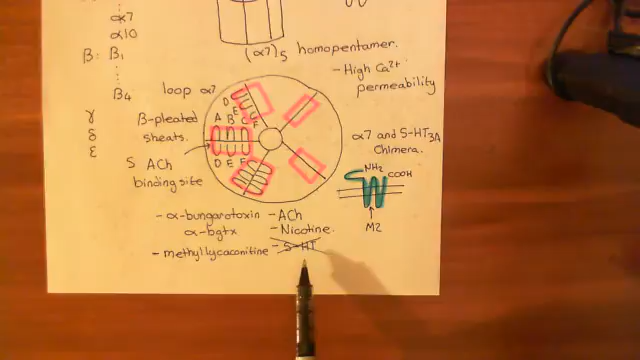 α7
α10
β: β1
β4
γ
δ
ε
(α7)5 homopentamer.
- High Ca2+
permeability
loop α7
β-pleated
sheats.
5 ACh
binding site
D
E
F
A B C
D E F
α7 and 5-HT3A
Chimera.
NH2
COOH
M2
- α-bungarotoxin
α-bgtx
- methyllycaconitine
- ACh
- Nicotine.
- 5-HT